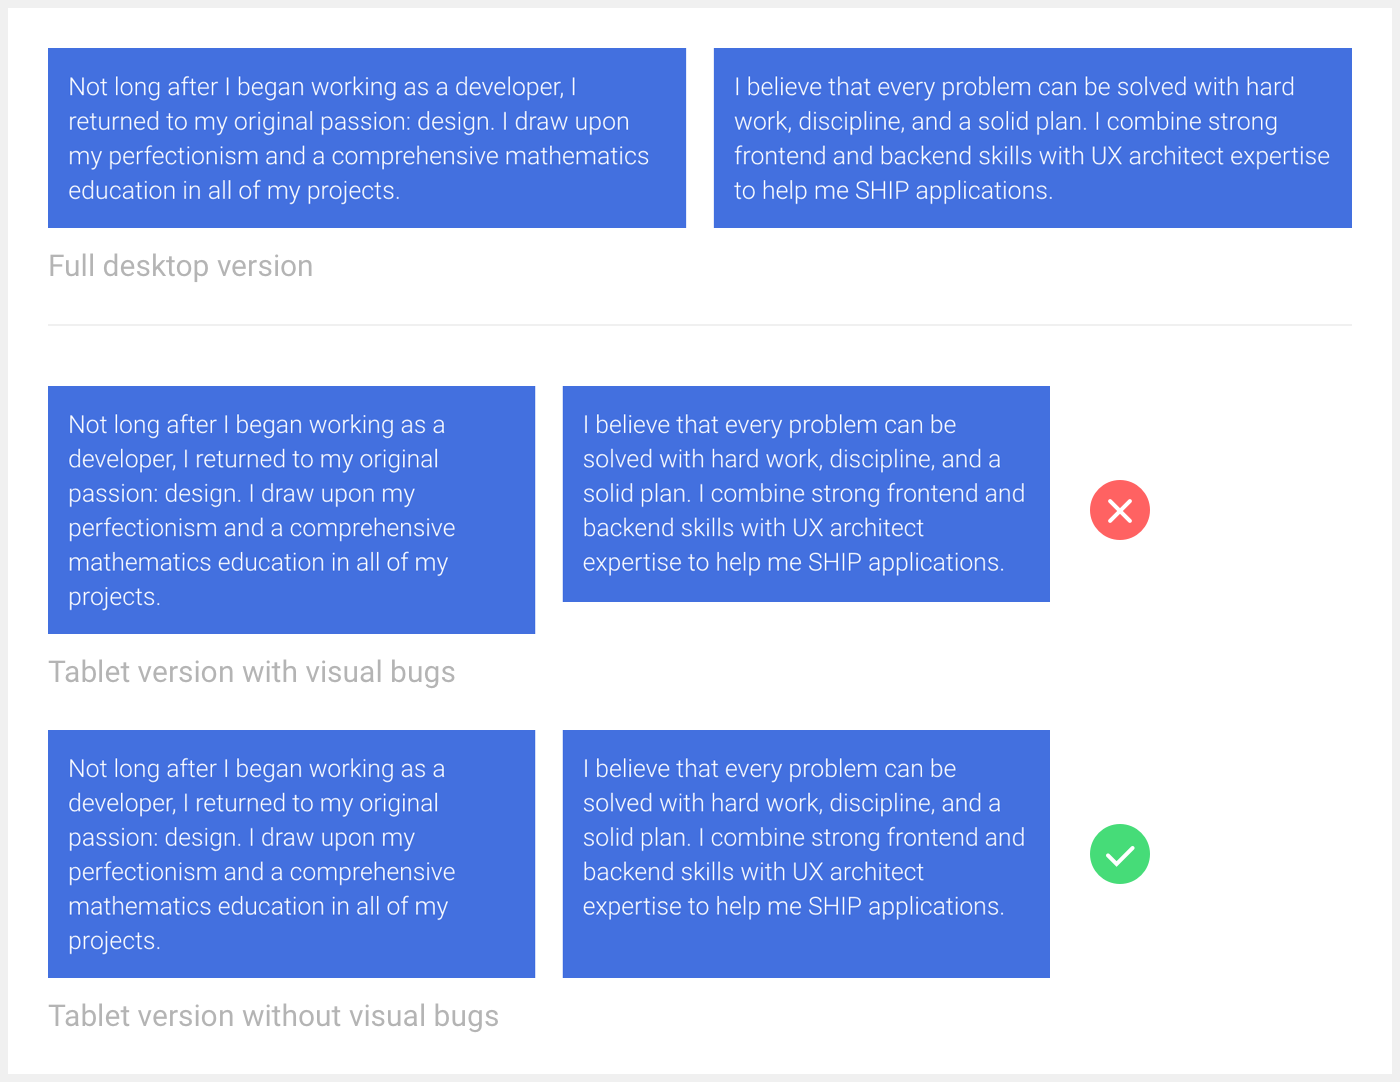 Not long after I began working as a developer, I
returned to my original passion: design. I draw upon
my perfectionism and a comprehensive mathematics
education in all of my projects.
I believe that every problem can be solved with hard
work, discipline, and a solid plan. I combine strong
frontend and backend skills with UX architect expertise
to help me SHIP applications.
Full desktop version
Not long after I began working as a
developer, I returned to my original
passion: design. I draw upon my
perfectionism and a comprehensive
mathematics education in all of my
projects.
I believe that every problem can be
solved with hard work, discipline, and a
solid plan. I combine strong frontend and
backend skills with UX architect
expertise to help me SHIP applications.
Tablet version with visual bugs
Not long after I began working as a
developer, I returned to my original
passion: design. I draw upon my
perfectionism and a comprehensive
mathematics education in all of my
projects.
I believe that every problem can be
solved with hard work, discipline, and a
solid plan. I combine strong frontend and
backend skills with UX architect
expertise to help me SHIP applications.
Tablet version without visual bugs